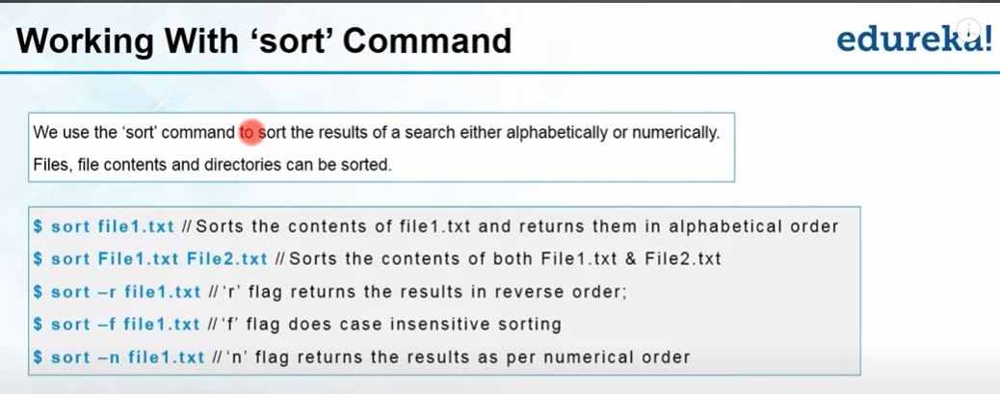 Working With ‘sort’ Command
edureka!
We use the ‘sort’ command to sort the results of a search either alphabetically or numerically.
Files, file contents and directories can be sorted.
$ sort file1.txt // Sorts the contents of file1.txt and returns them in alphabetical order
$ sort File1.txt File2.txt // Sorts the contents of both File1.txt & File2.txt
$ sort –r file1.txt // ‘r’ flag returns the results in reverse order;
$ sort –f file1.txt // ‘f’ flag does case insensitive sorting
$ sort –n file1.txt // ‘n’ flag returns the results as per numerical order